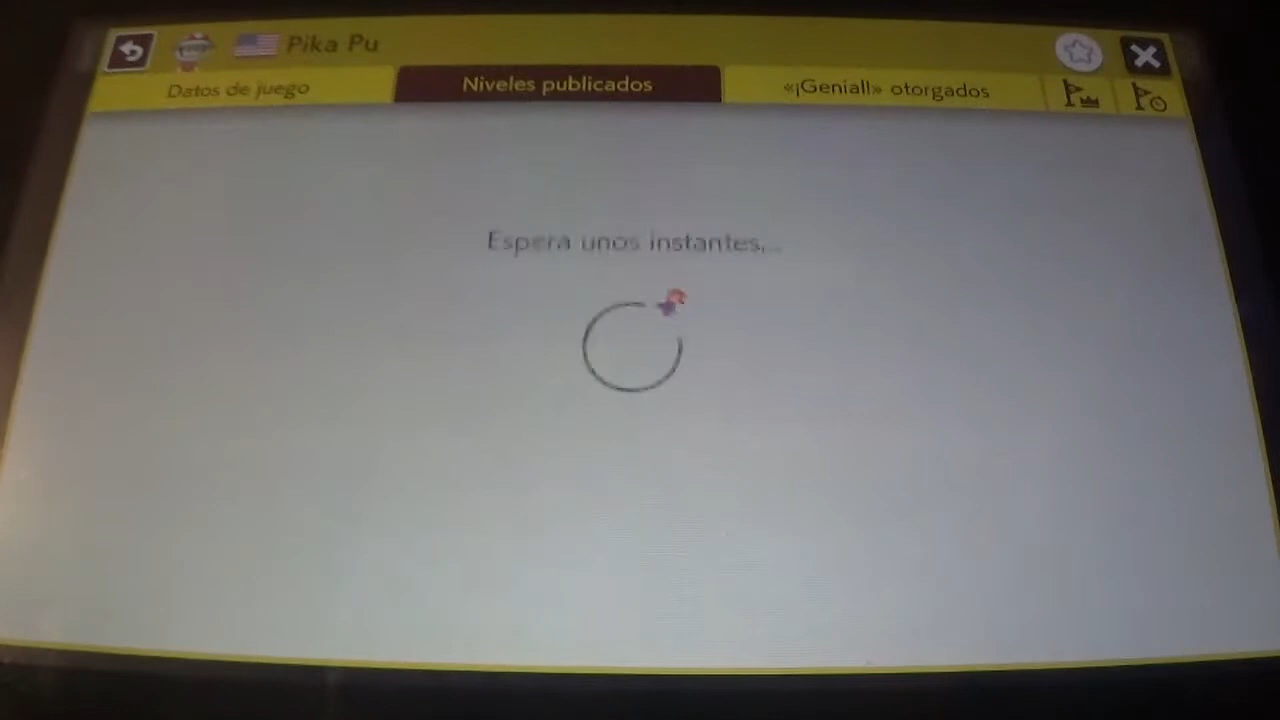 Pika Pu
Datos de juego
Niveles publicados
«¡Genial!» otorgados
Espera unos instantes...